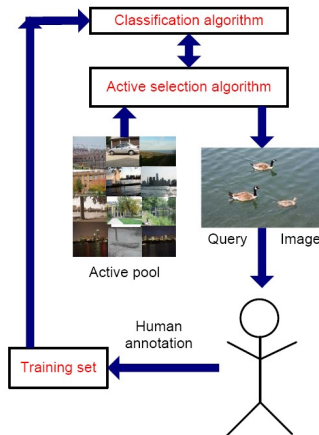 Classification algorithm
Active selection algorithm
Query Image
Active pool
Human
annotation
Training set